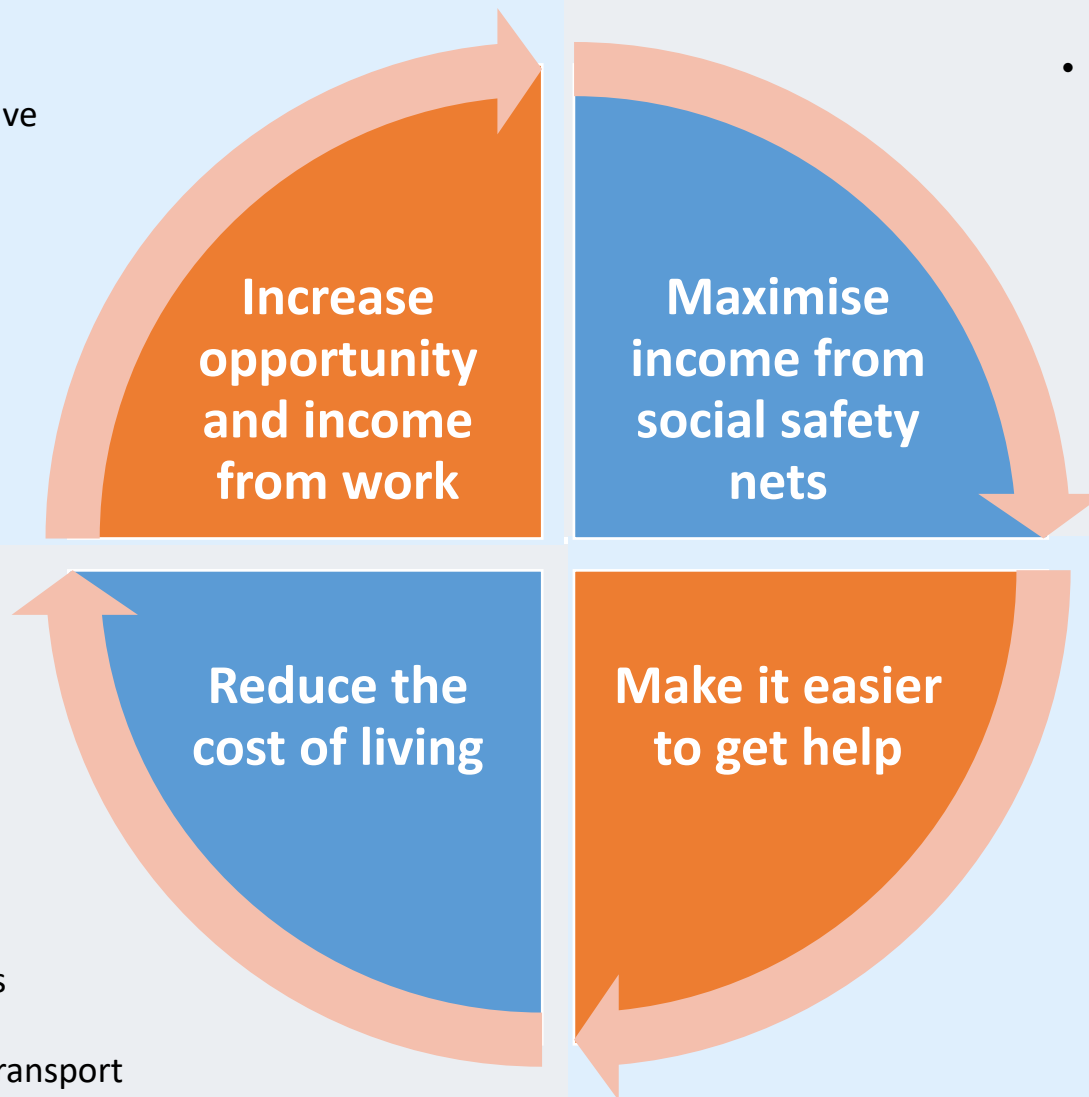 ve
Increase
opportunity
and income
from work
•
Maximise
income from
social safety
nets
Reduce the
cost of living
s
ransport
Make it easier
to get help